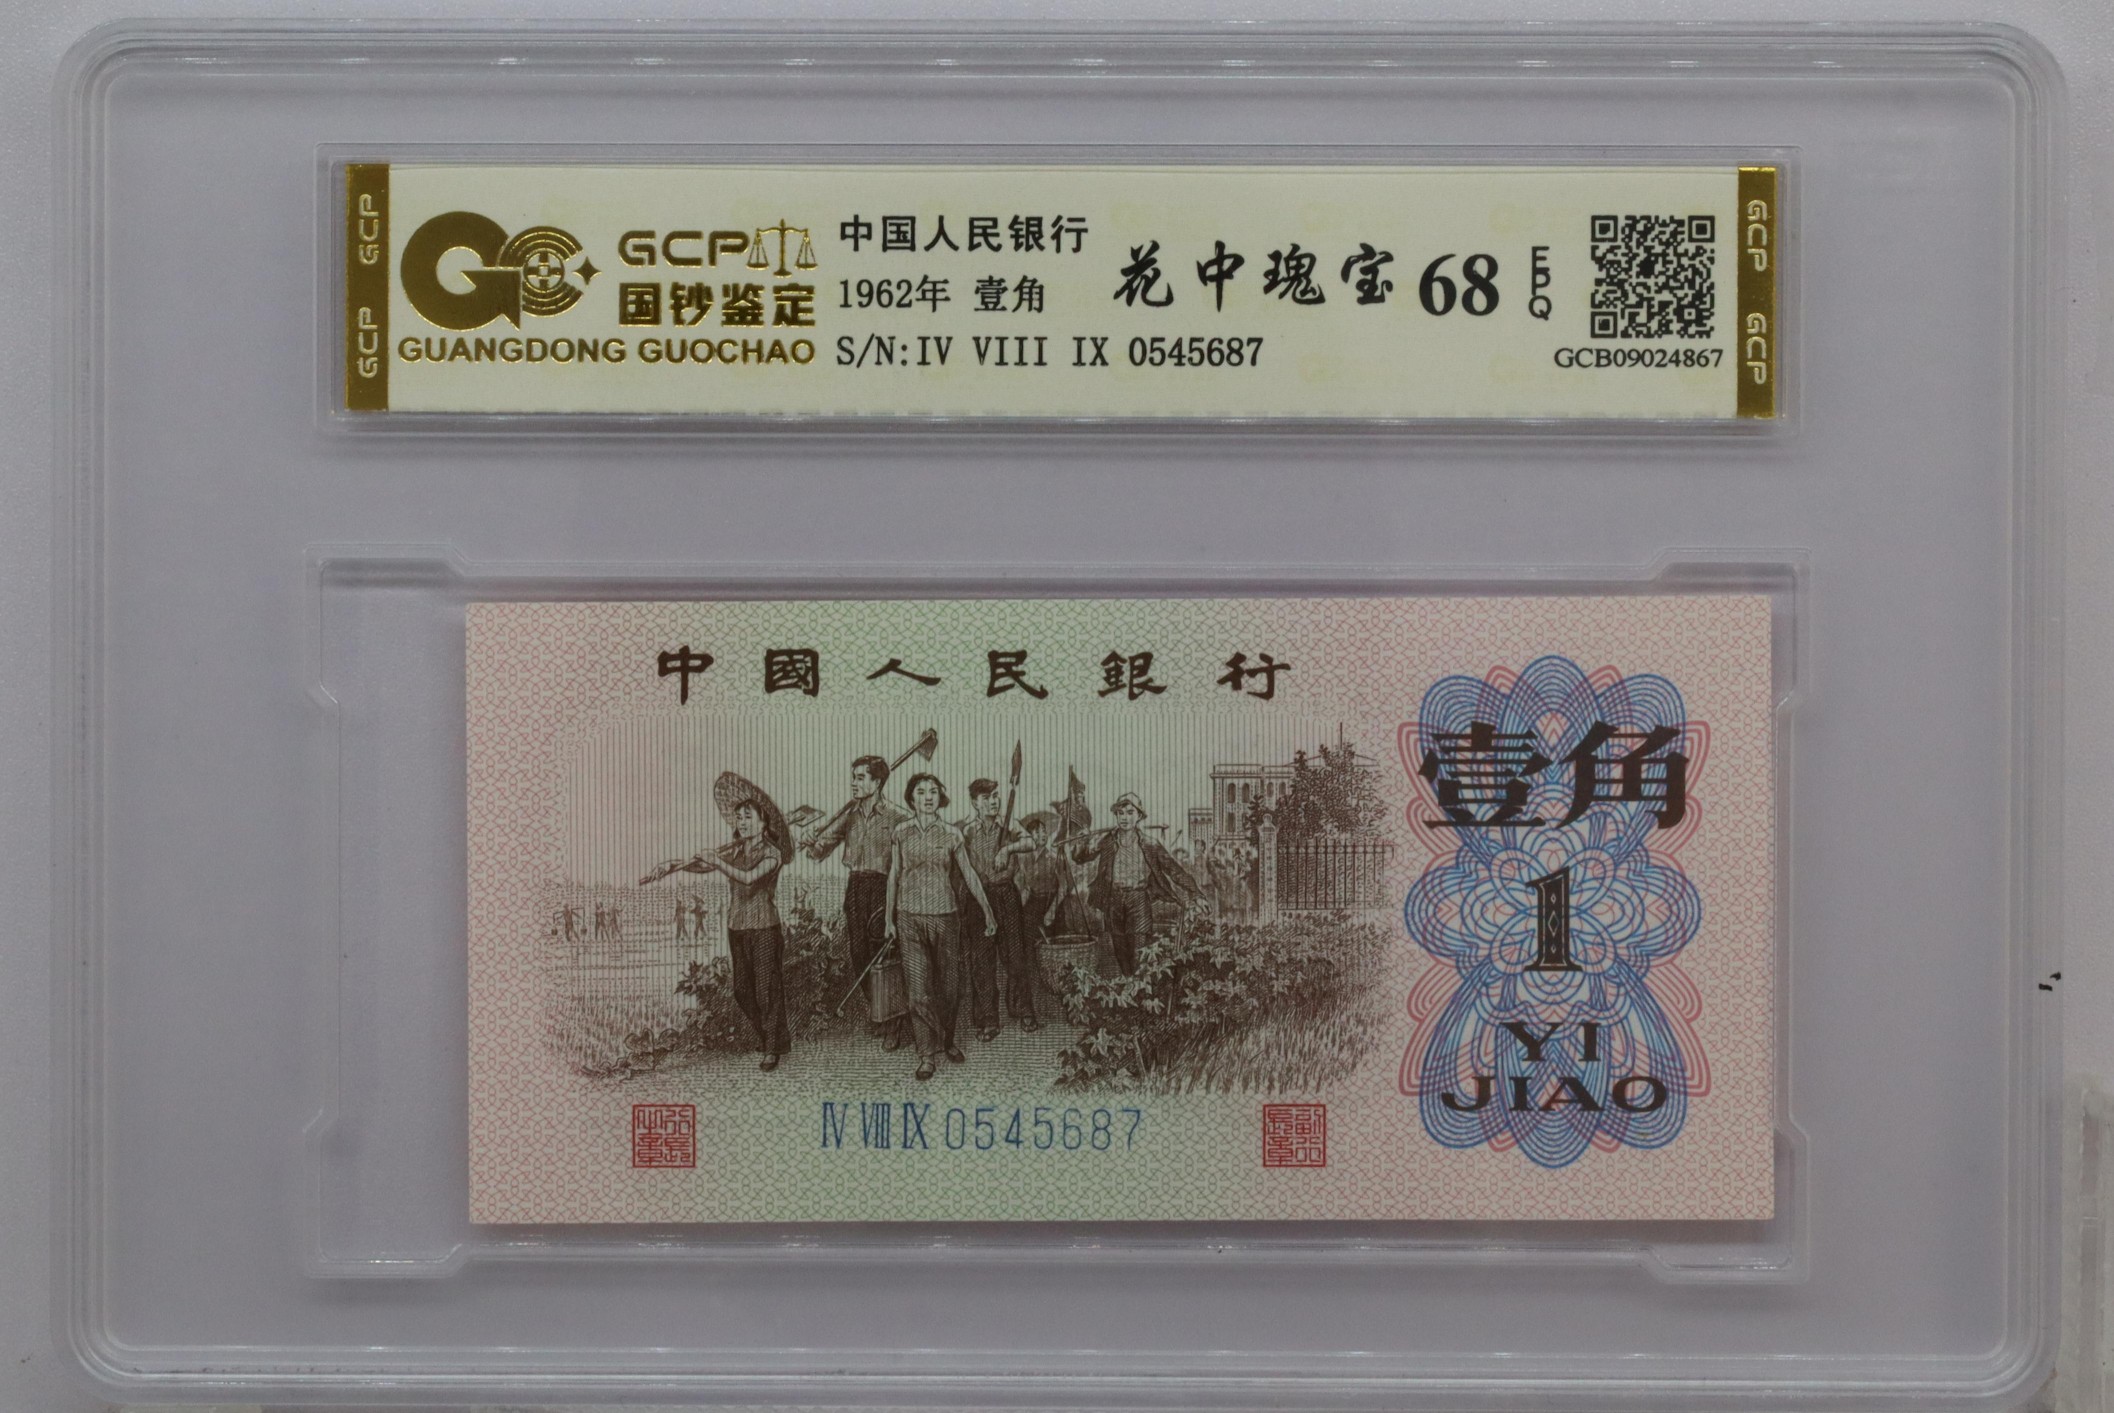 GCP GCP
GCP
国钞鉴定
GUANGDONG GUOCHAO
中国人民银行
1962年 壹角
S/N:IV VIII IX 0545687
花中瑰宝 68 EPQ
GCB09024867
GCP GCP
中國人民銀行
壹角
1
YI
JIAO
IV VIII IX 0545687